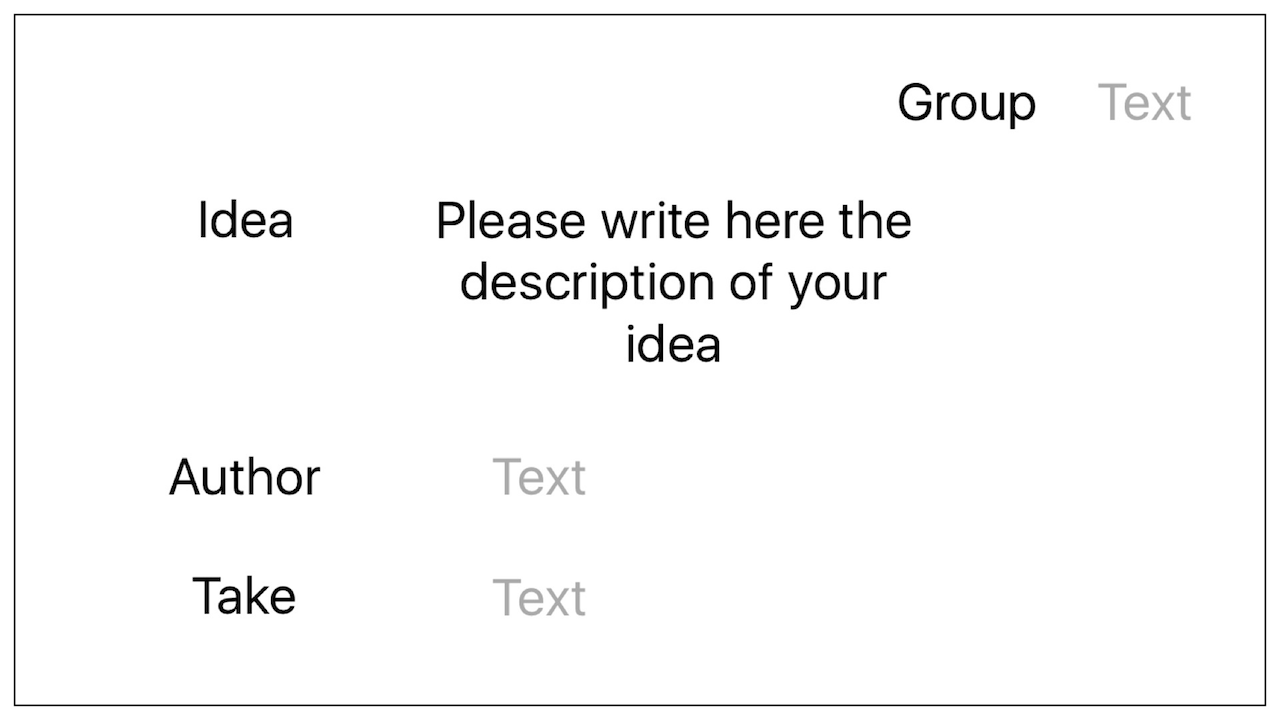 Group Text
Idea Please write here the
description of your
idea
Author Text
Take Text